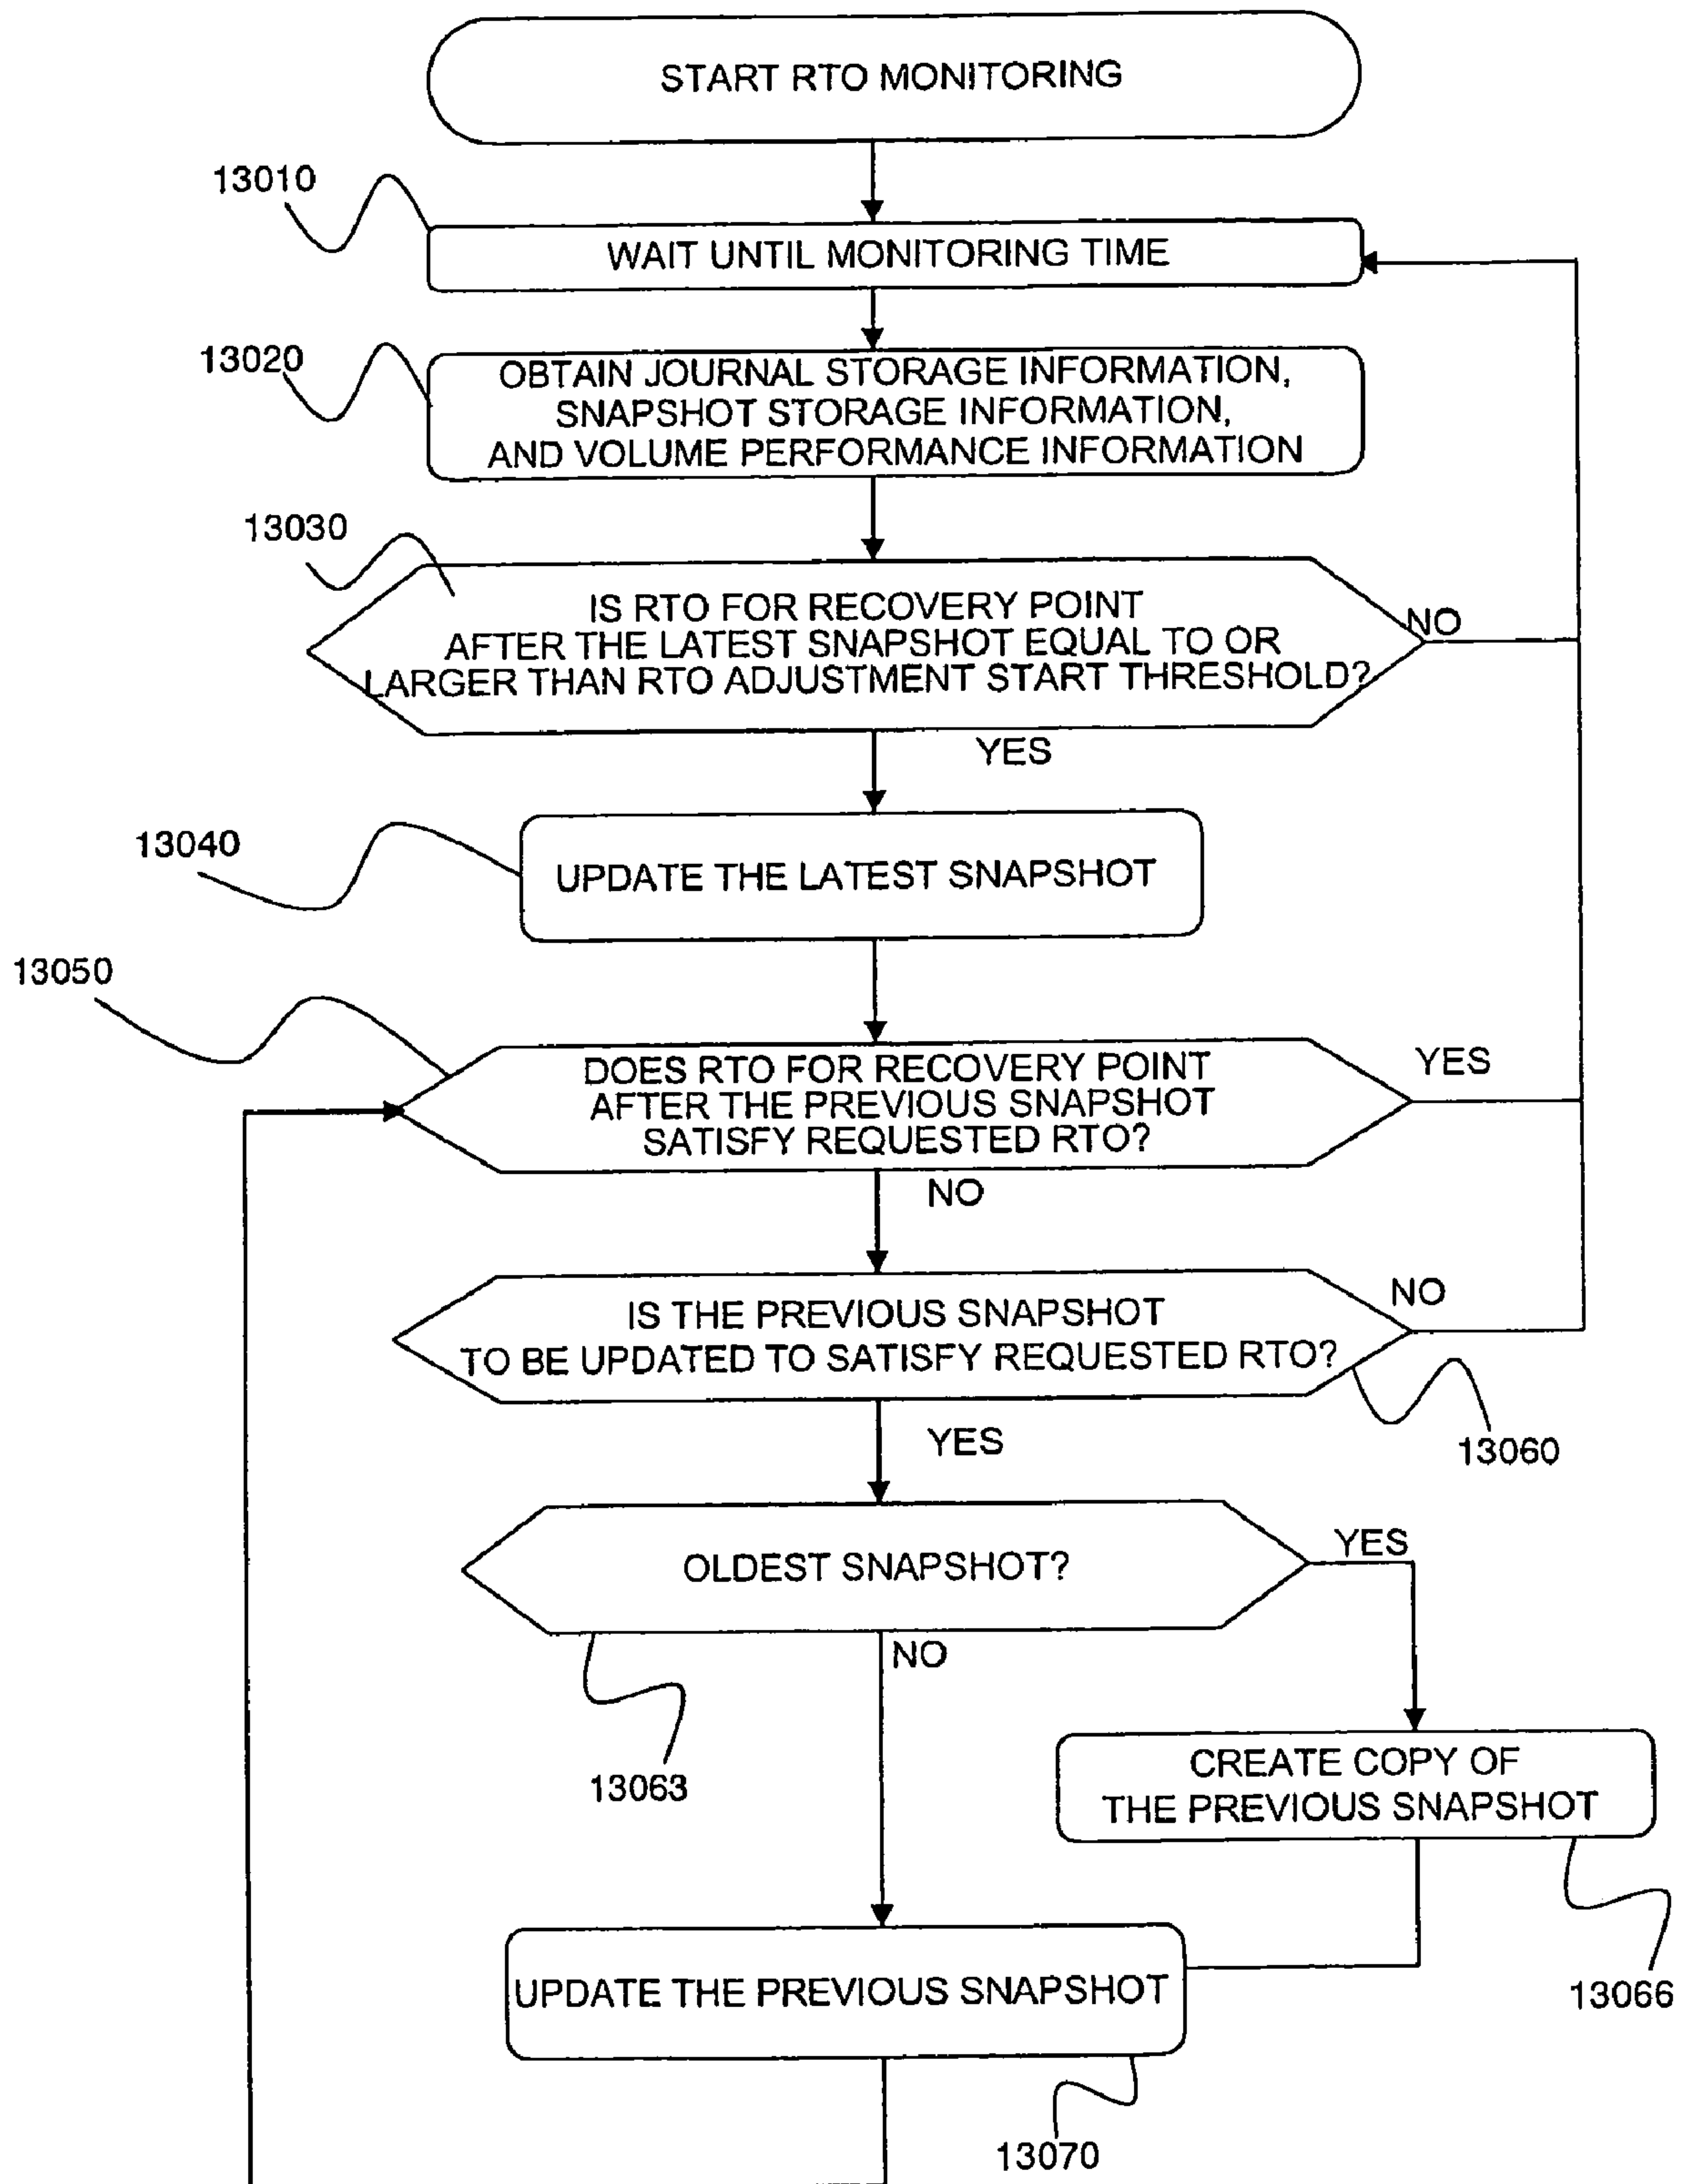 START RTO MONITORING
13010
WAIT UNTIL MONITORING TIME
13020
OBTAIN JOURNAL STORAGE INFORMATION,
SNAPSHOT STORAGE INFORMATION,
AND VOLUME PERFORMANCE INFORMATION
13030
IS RTO FOR RECOVERY POINT
AFTER THE LATEST SNAPSHOT EQUAL TO OR
LARGER THAN RTO ADJUSTMENT START THRESHOLD?
NO
YES
13040
UPDATE THE LATEST SNAPSHOT
13050
DOES RTO FOR RECOVERY POINT
AFTER THE PREVIOUS SNAPSHOT
SATISFY REQUESTED RTO?
YES
NO
IS THE PREVIOUS SNAPSHOT
TO BE UPDATED TO SATISFY REQUESTED RTO?
NO
13060
YES
OLDEST SNAPSHOT?
YES
NO
13063
CREATE COPY OF
THE PREVIOUS SNAPSHOT
13066
UPDATE THE PREVIOUS SNAPSHOT
13070